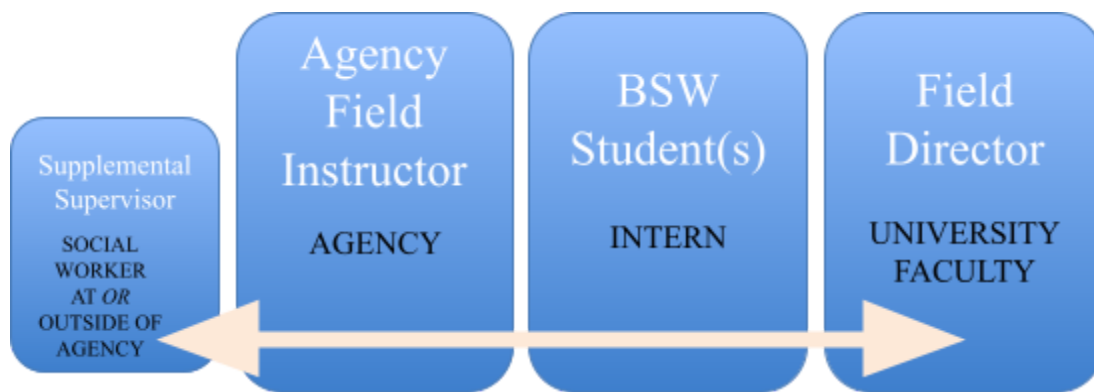 Supplemental
Supervisor
SOCIAL
WORKER
AT OR
OUTSIDE OF
AGENCY
Agency
Field
Instructor
AGENCY
BSW
Student(s)
INTERN
Field
Director
UNIVERSITY
FACULTY